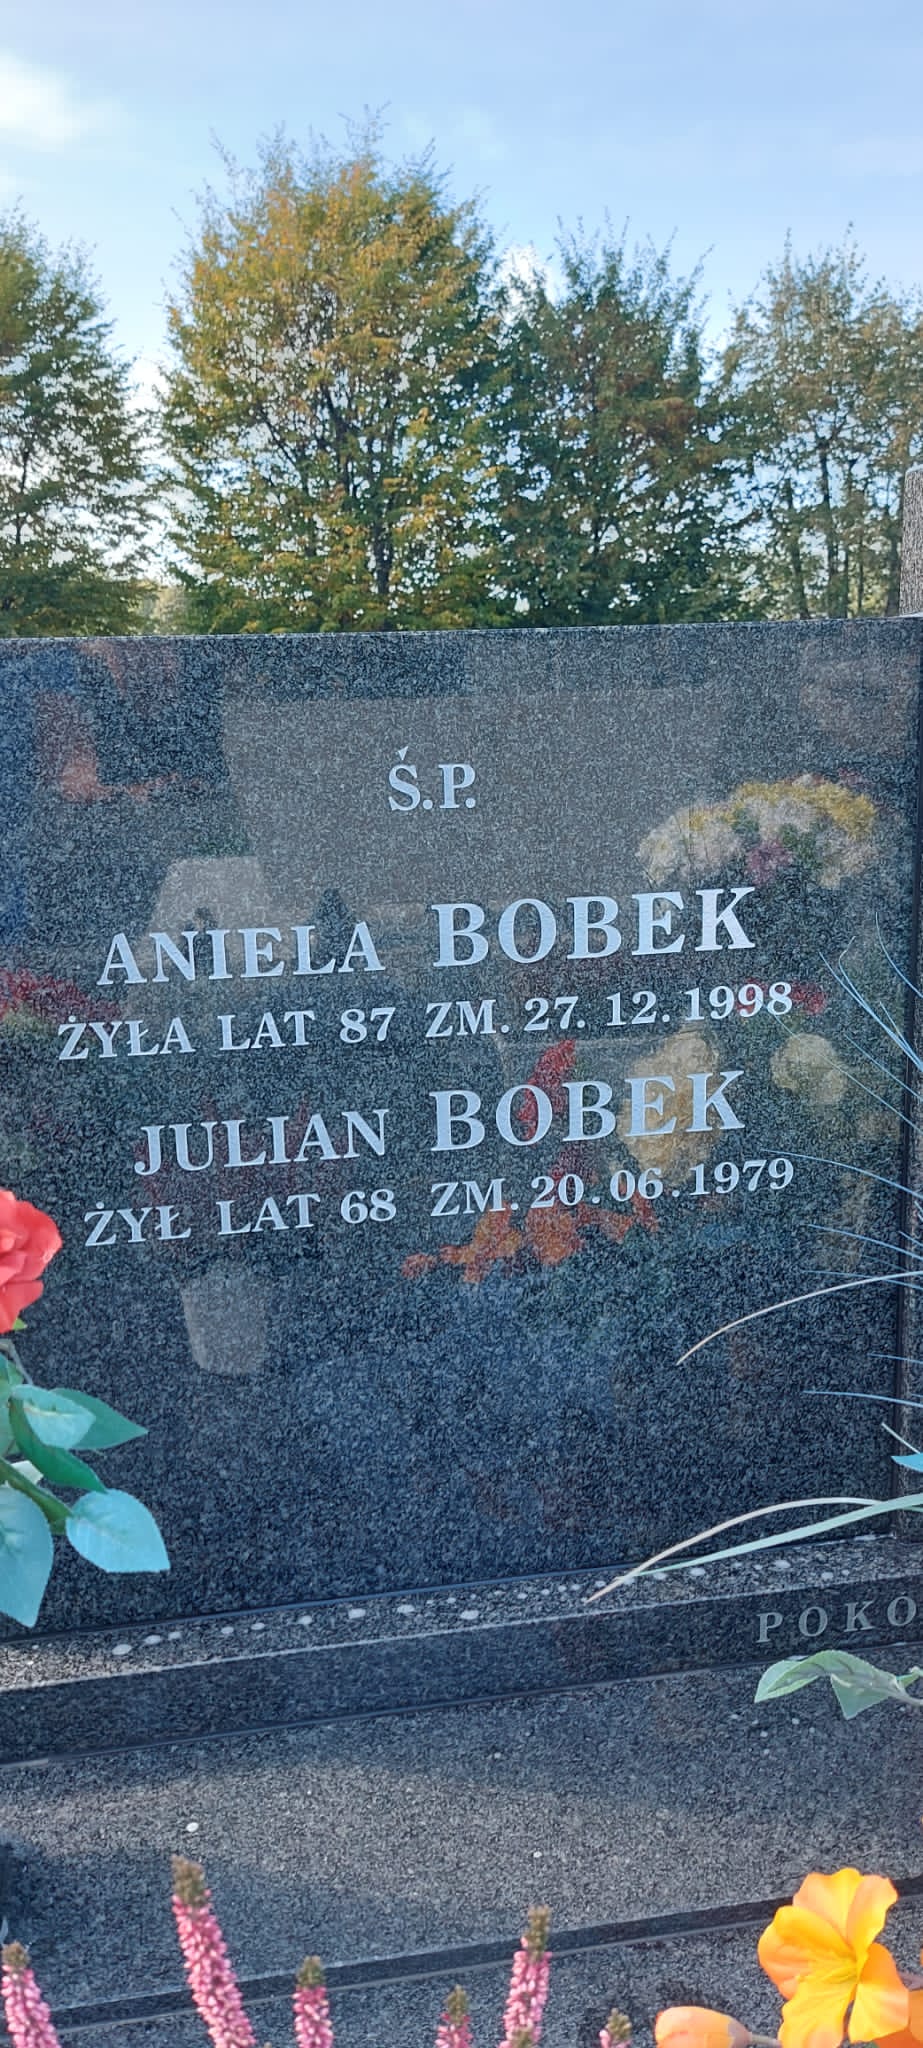 Ś.P.
ANIELA BOBEK
ŻYŁA LAT 87 ZM. 27.12.1998
JULIAN BOBEK
ŻYŁ LAT 68 ZM. 20.06.1979
POKO